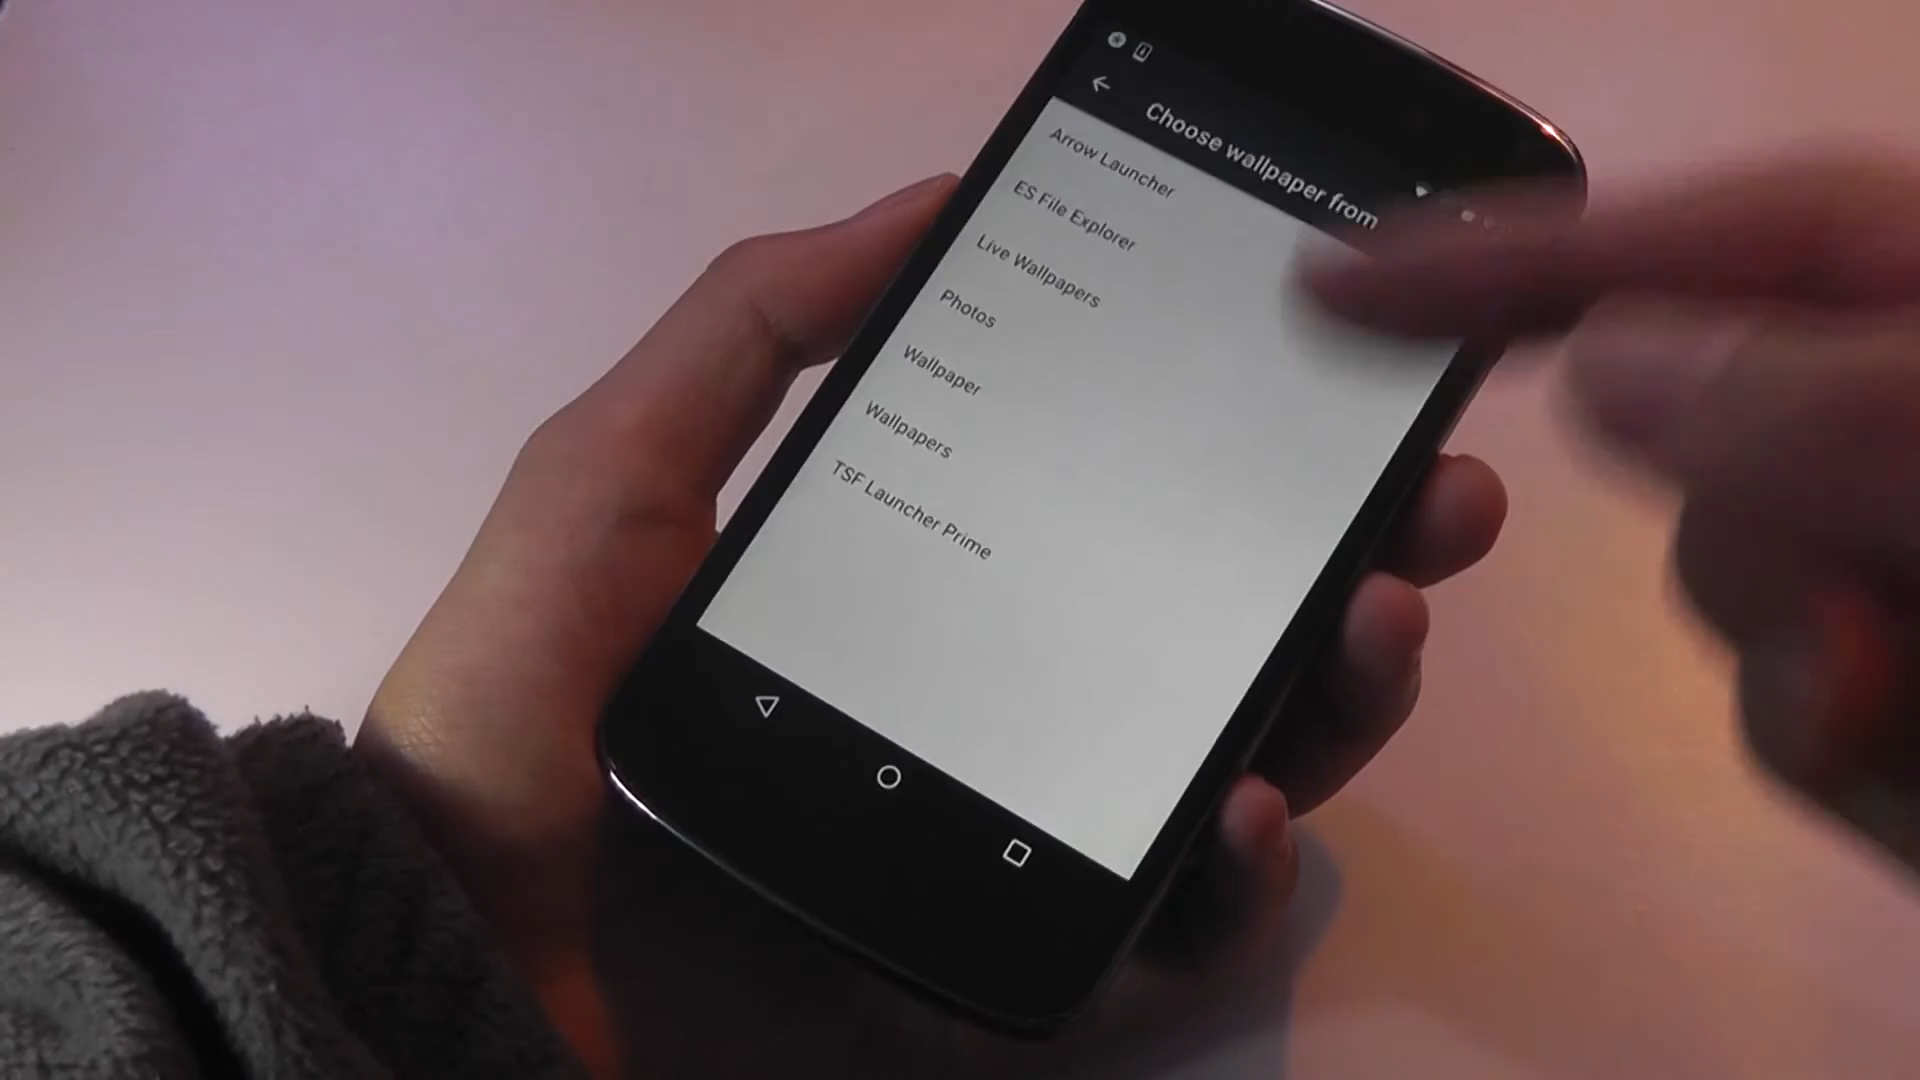 Choose wallpaper from
Arrow Launcher
ES File Explorer
Live Wallpapers
Photos
Wallpaper
Wallpapers
TSF Launcher Prime